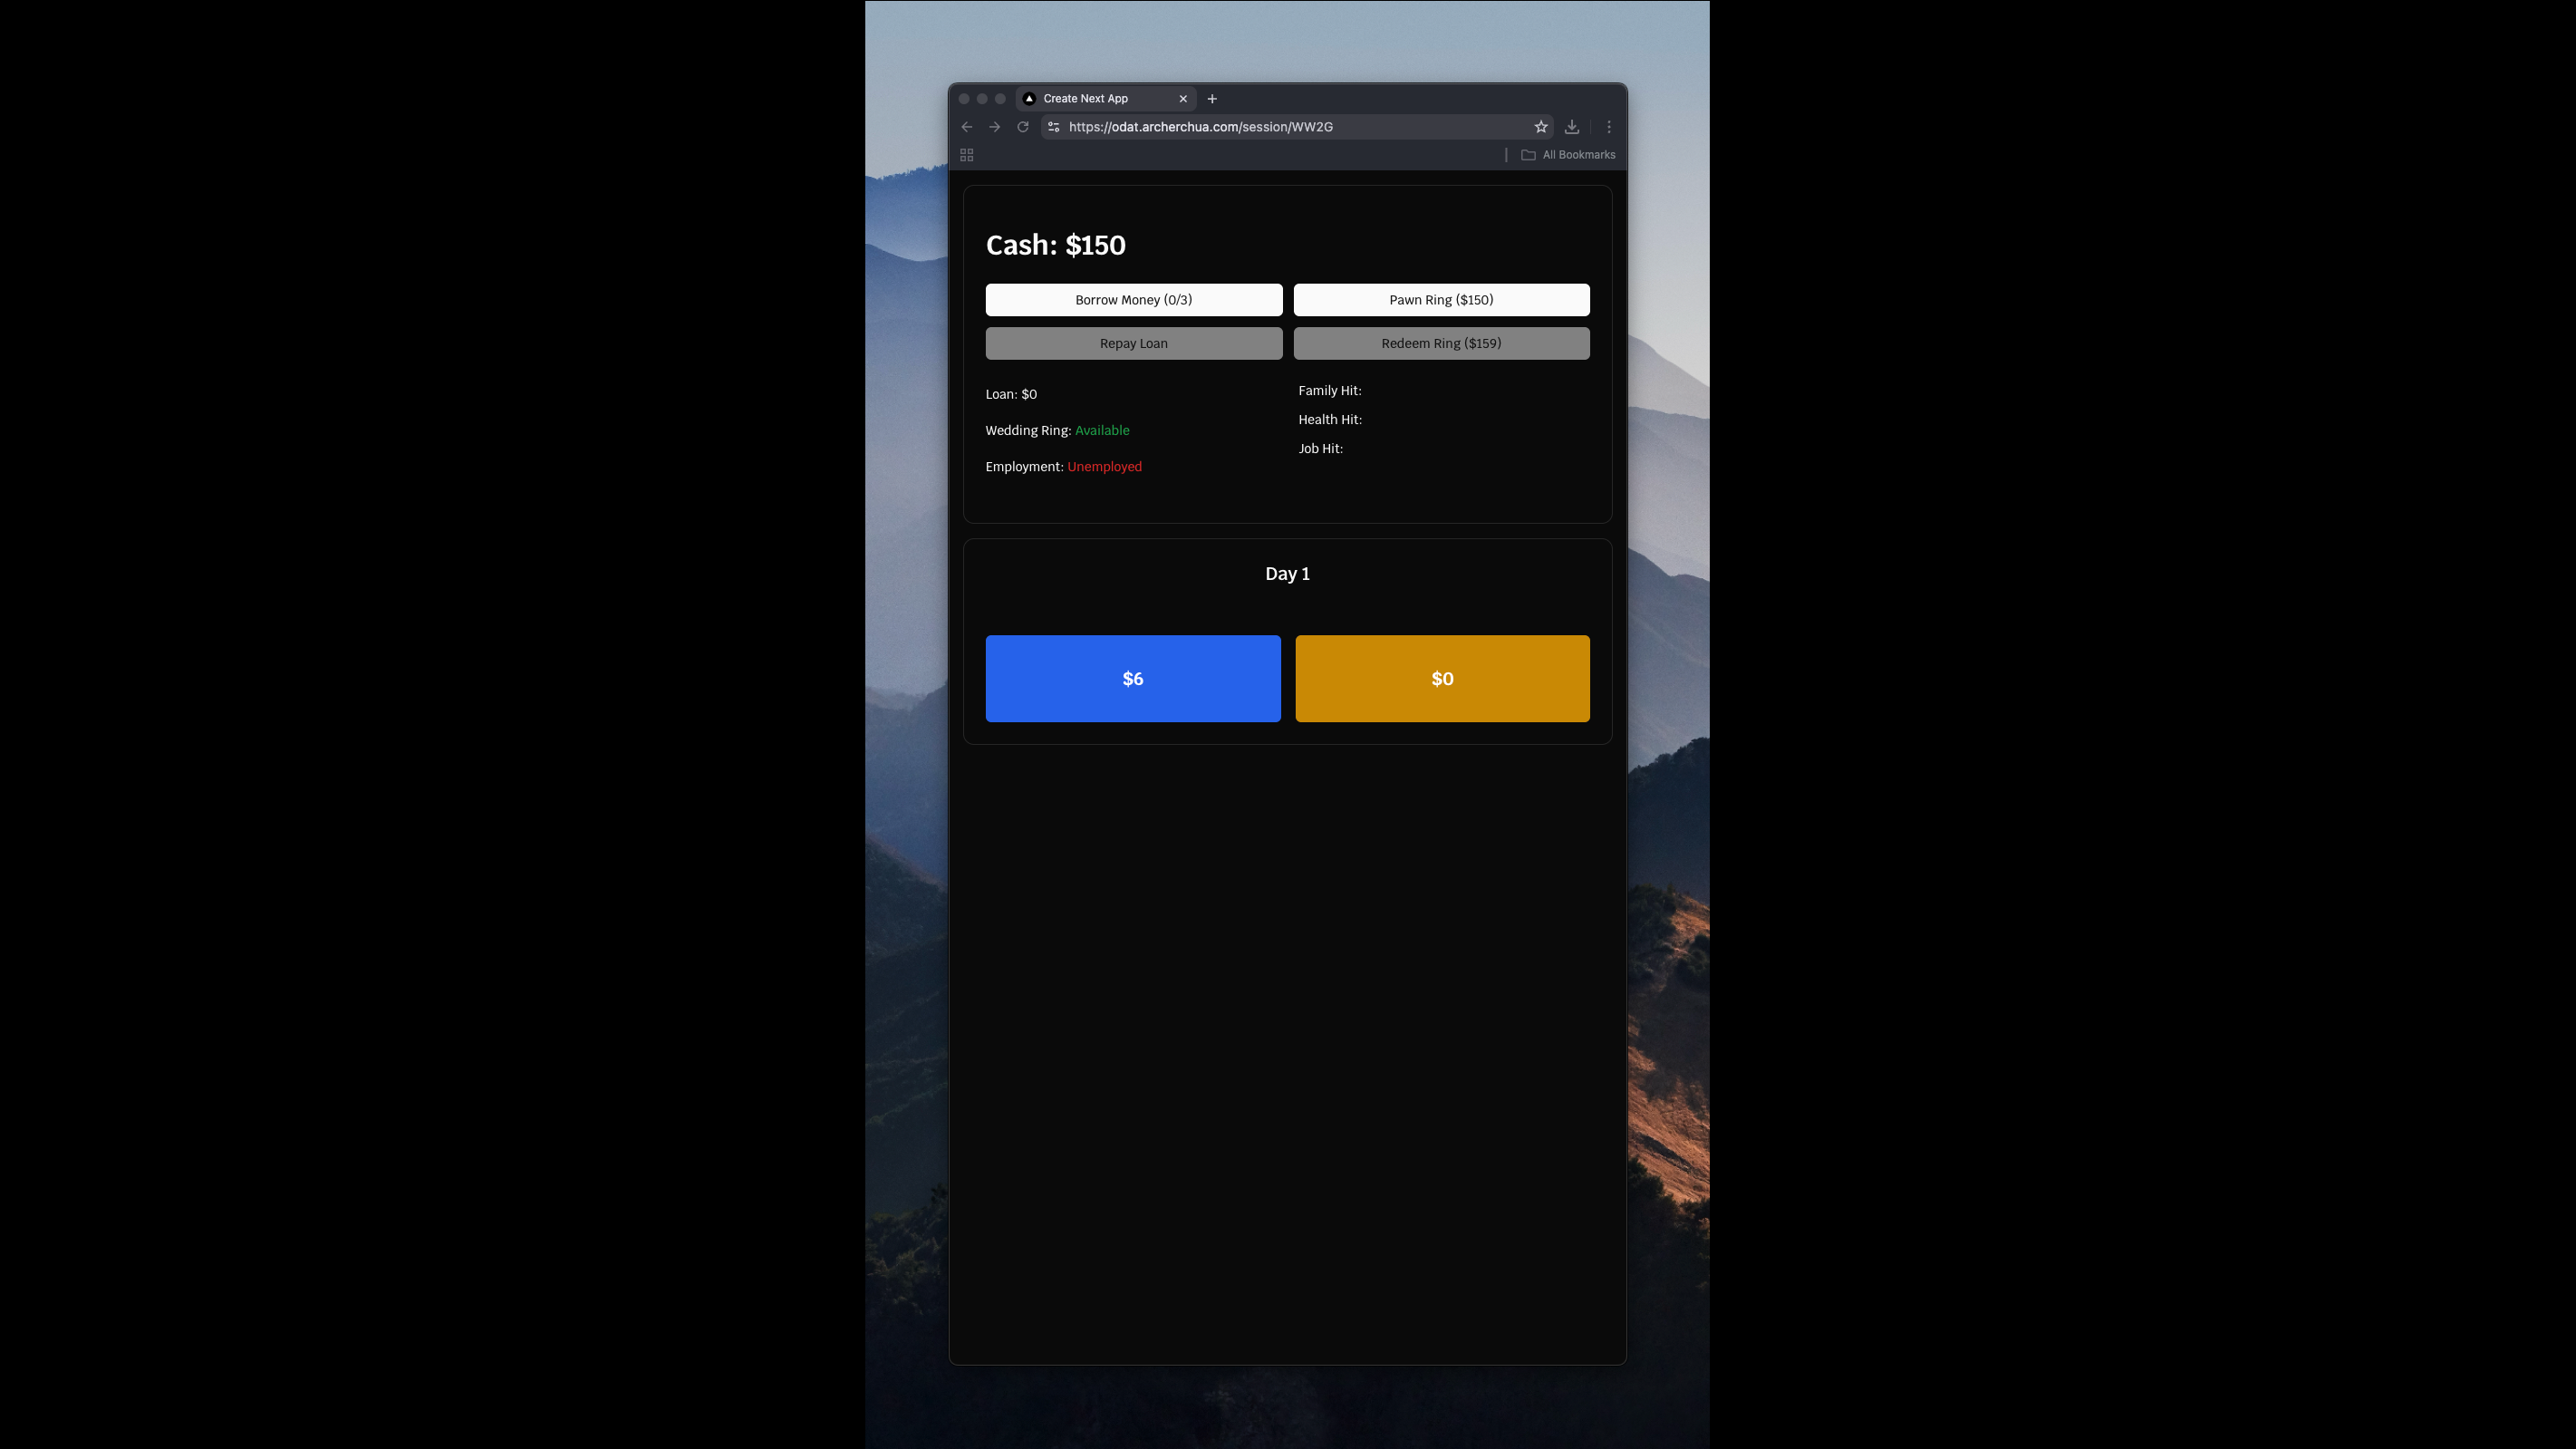 Create Next App
https://odat.archerchua.com/session/WW2G
All Bookmarks
Cash: $150
Borrow Money (0/3)
Pawn Ring ($150)
Repay Loan
Redeem Ring ($159)
Loan: $0
Wedding Ring: Available
Employment: Unemployed
Family Hit:
Health Hit:
Job Hit:
Day 1
$6
$0